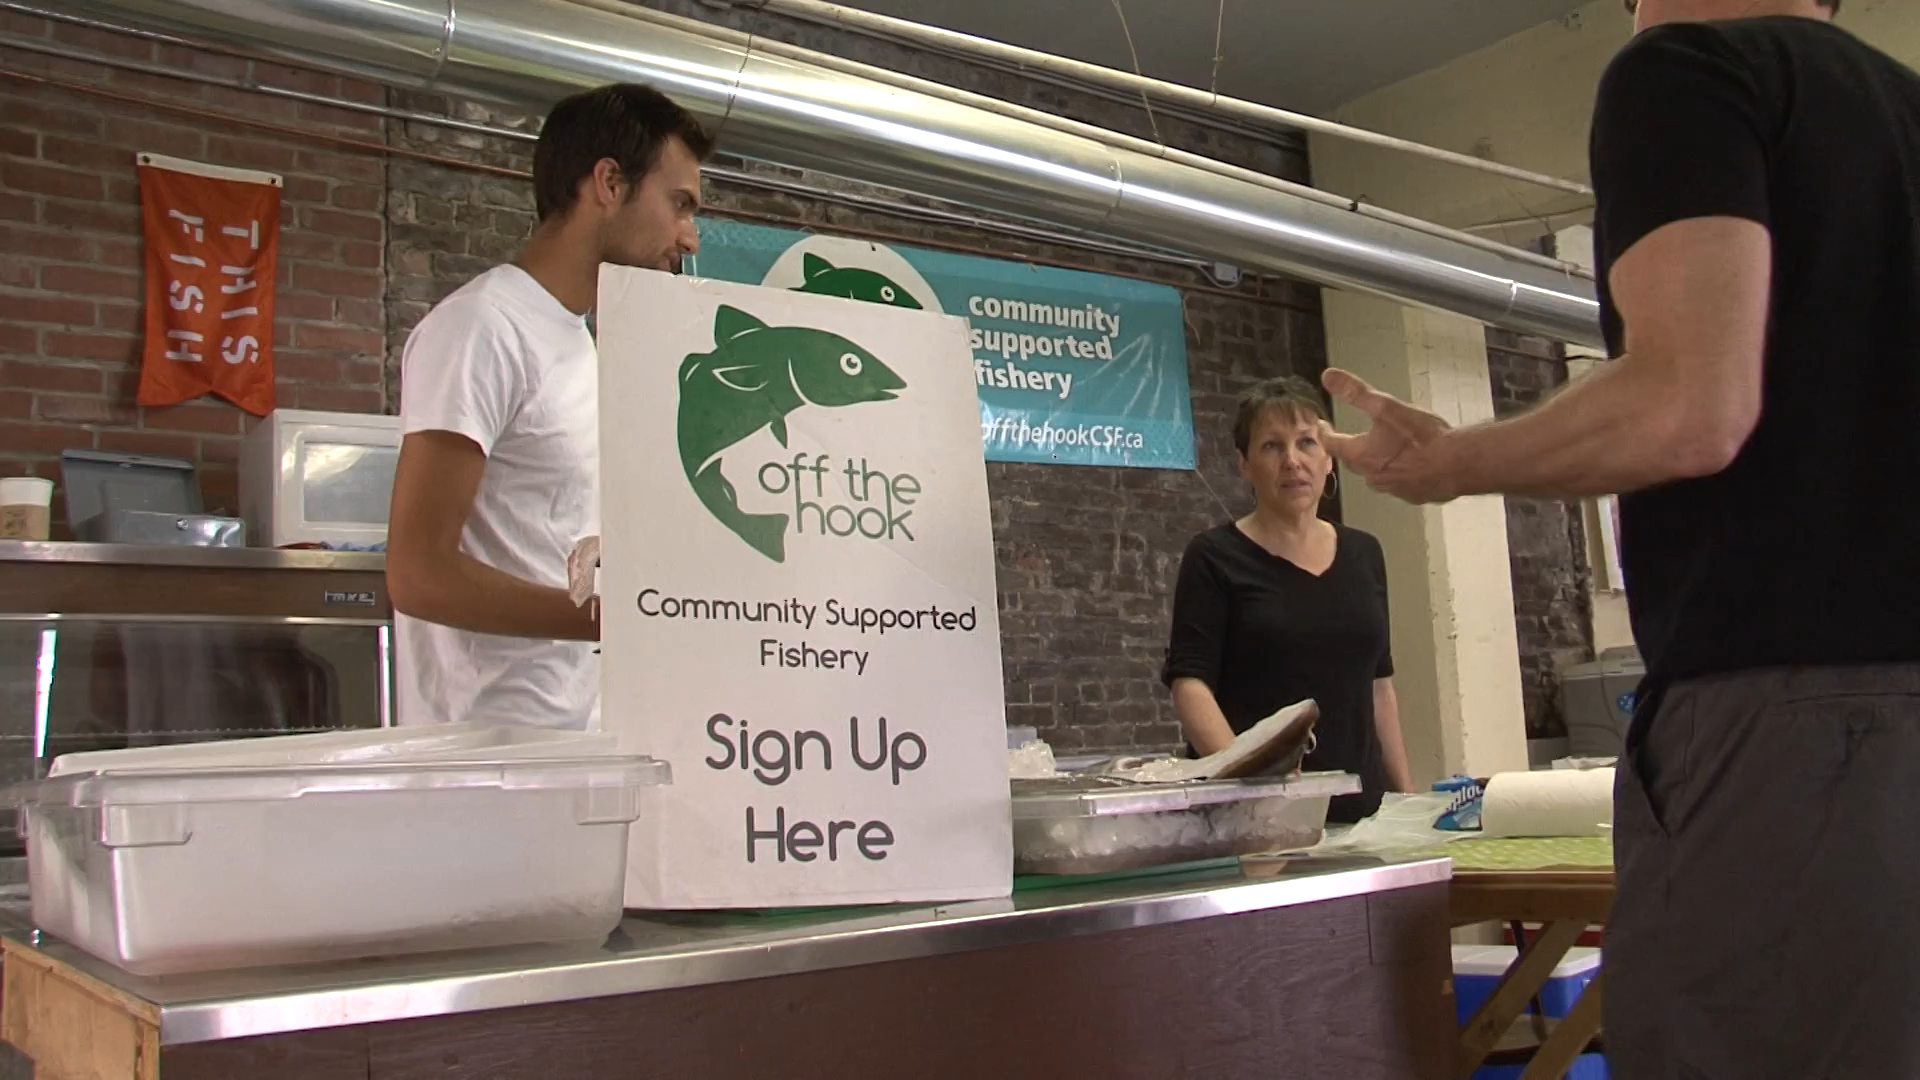 THIS
FISH
community
supported
fishery
offthehookCSF.ca
off the
hook
Community Supported
Fishery
Sign Up
Here